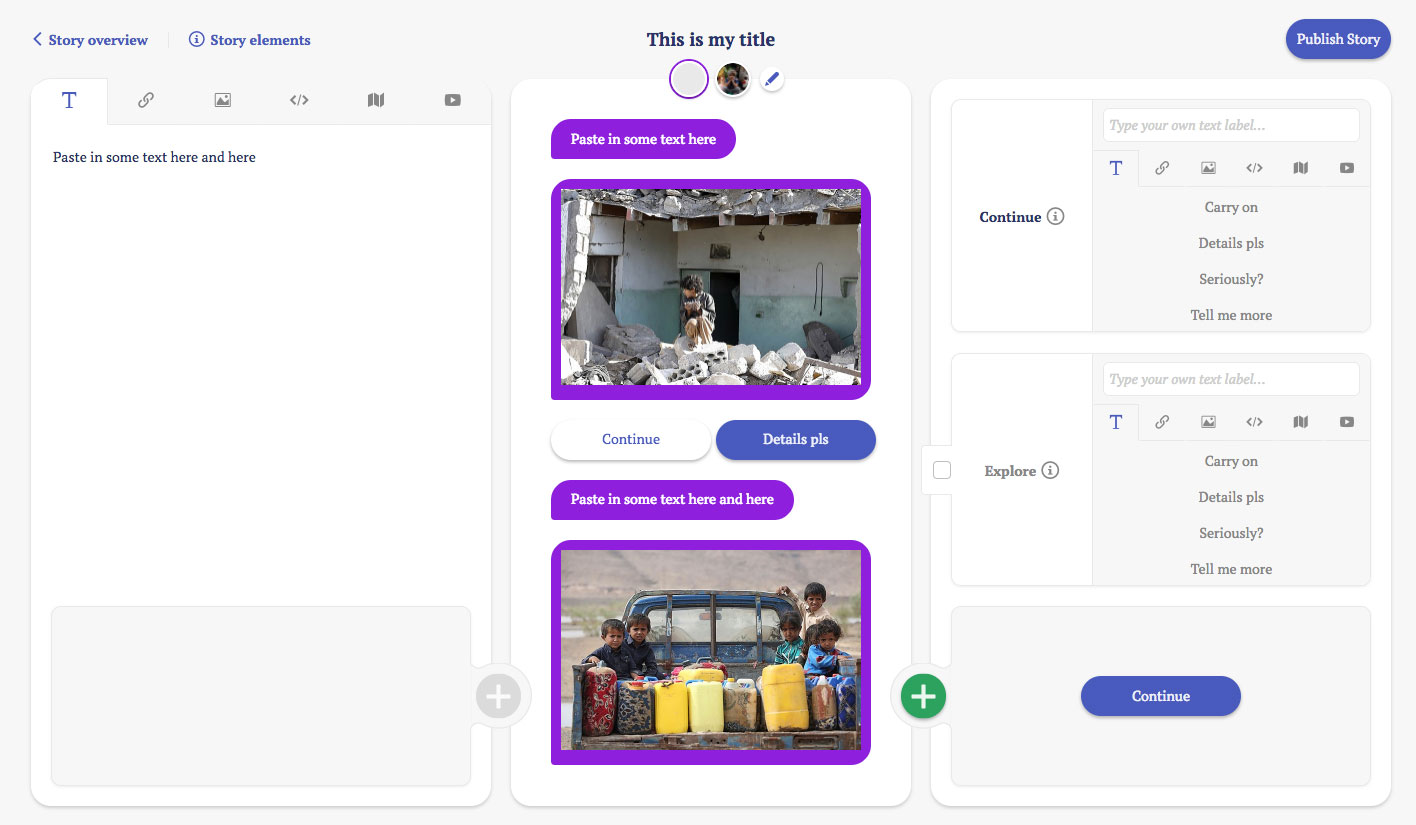 Story overview
Story elements
This is my title
Publish Story
T
</>
Paste in some text here and here
Paste in some text here
Continue
Details pls
Paste in some text here and here
Type your own text label...
Continue
T
</>
Carry on
Details pls
Seriously?
Tell me more
Type your own text label...
Explore
T
</>
Carry on
Details pls
Seriously?
Tell me more
Continue